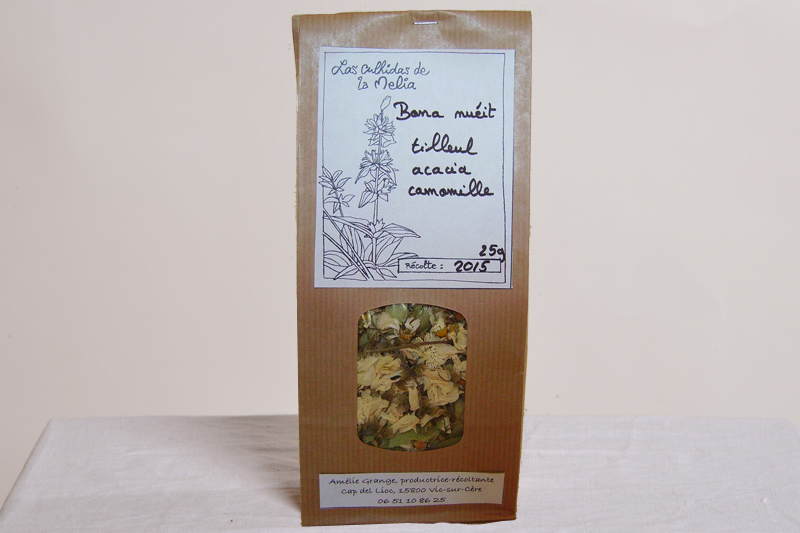 Las Culhidas de
la Melia
Bona nuèit
tilleul
acacia
camomille
25g
Récolte : 2015
Amélie Grange, productrice-récoltante
Cap del Lioc, 15800 Vic-sur-Cère
06 51 10 86 25